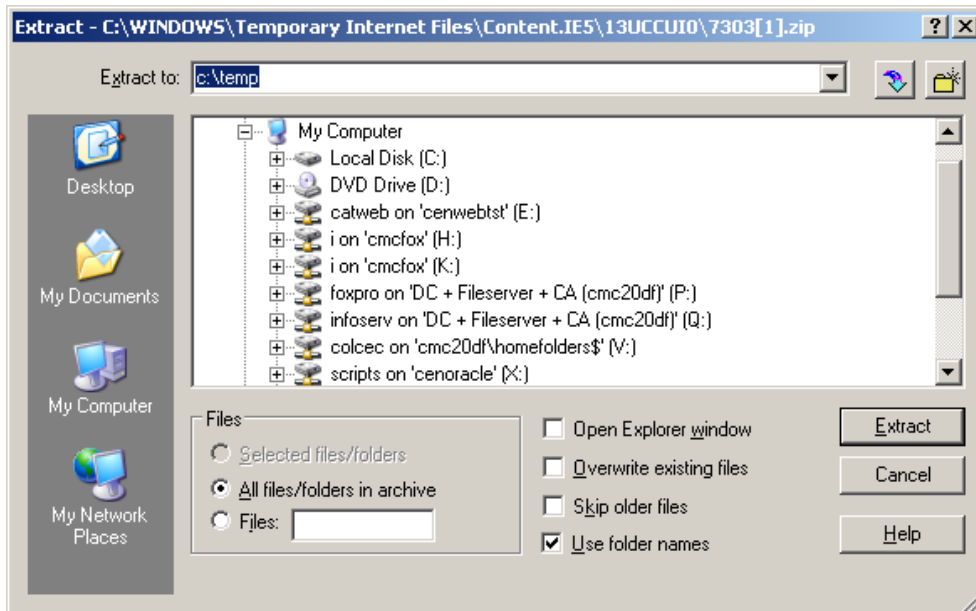 Extract - C:\WINDOWS\Temporary Internet Files\Content.IE5\13UCCUI0\7303[1].zip
Extract to: c:\temp
Desktop
My Documents
My Computer
My Network
Places
My Computer
Local Disk (C:)
DVD Drive (D:)
catweb on 'cenwebtst' (E:)
i on 'cmcfox' (H:)
i on 'cmcfox' (K:)
foxpro on 'DC + Fileserver + CA (cmc20df)' (P:)
infoserv on 'DC + Fileserver + CA (cmc20df)' (Q:)
colcec on 'cmc20df\homefolders$' (V:)
scripts on 'cenoracle' (X:)
Files
Selected files/folders
All files/folders in archive
Files:
Open Explorer window
Overwrite existing files
Skip older files
Use folder names
Extract
Cancel
Help